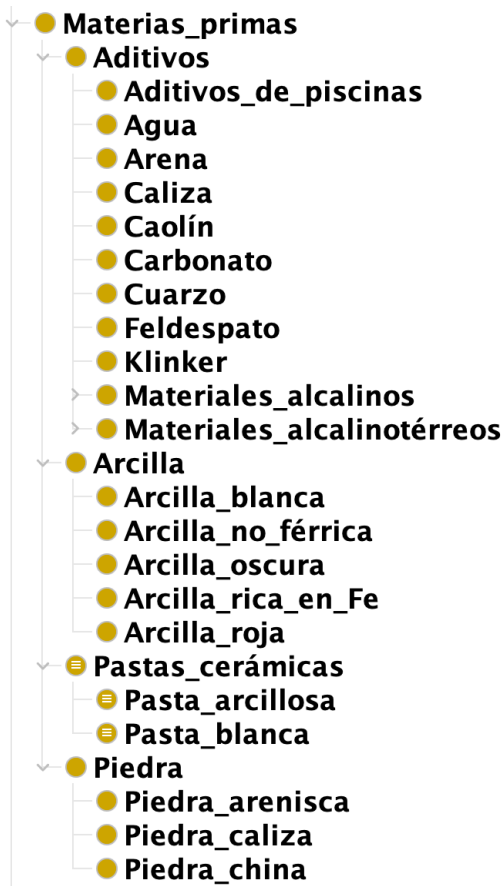 Materias_primas
Aditivos
Aditivos_de_piscinas
Agua
Arena
Caliza
Caolín
Carbonato
Cuarzo
Feldespato
Klinker
Materiales_alcalinos
Materiales_alcalinotérreos
Arcilla
Arcilla_blanca
Arcilla_no_férrica
Arcilla_oscura
Arcilla_rica_en_Fe
Arcilla_roja
Pastas_cerámicas
Pasta_arcillosa
Pasta_blanca
Piedra
Piedra_arenisca
Piedra_caliza
Piedra_china